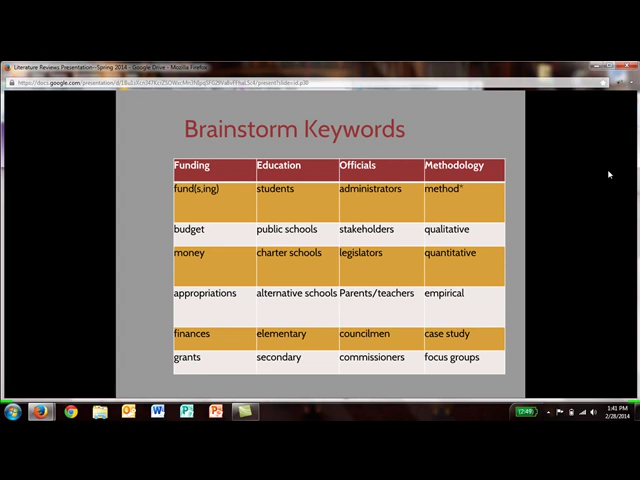 Literature Reviews Presentation--Spring 2014 - Google Drive - Mozilla Firefox
Brainstorm Keywords
Funding Education Officials Methodology
fund(s,ing) students administrators method*
budget public schools stakeholders qualitative
money charter schools legislators quantitative
appropriations alternative schools Parents/teachers empirical
finances elementary councilmen case study
grants secondary commissioners focus groups
(2:49) 1:41 PM
2/28/2014